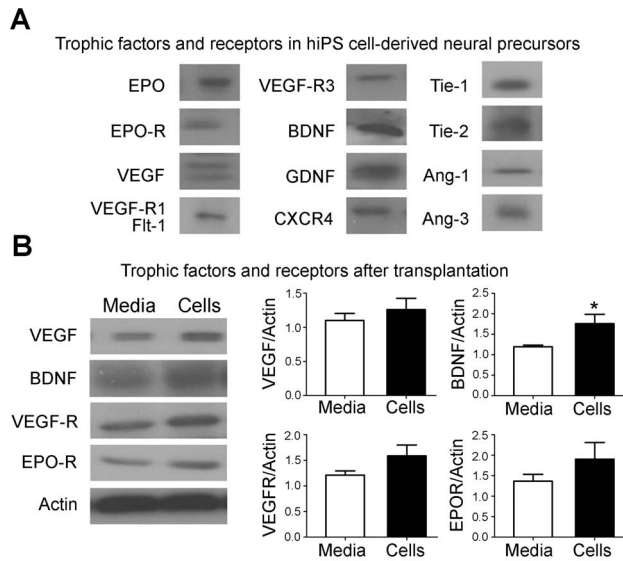 A
Trophic factors and receptors in hiPS cell-derived neural precursors
EPO
EPO-R
VEGF
VEGF-R1
Flt-1
VEGF-R3
BDNF
GDNF
CXCR4
Tie-1
Tie-2
Ang-1
Ang-3
B
Trophic factors and receptors after transplantation
Media Cells
VEGF
BDNF
VEGF-R
EPO-R
Actin
VEGF/Actin
1.5
1.0
0.5
0.0
Media Cells
BDNF/Actin
2.5
2.0
1.5
1.0
0.5
0.0
*
Media Cells
VEGFR/Actin
2.0
1.5
1.0
0.5
0.0
Media Cells
EPOR/Actin
2.5
2.0
1.5
1.0
0.5
0.0
Media Cells